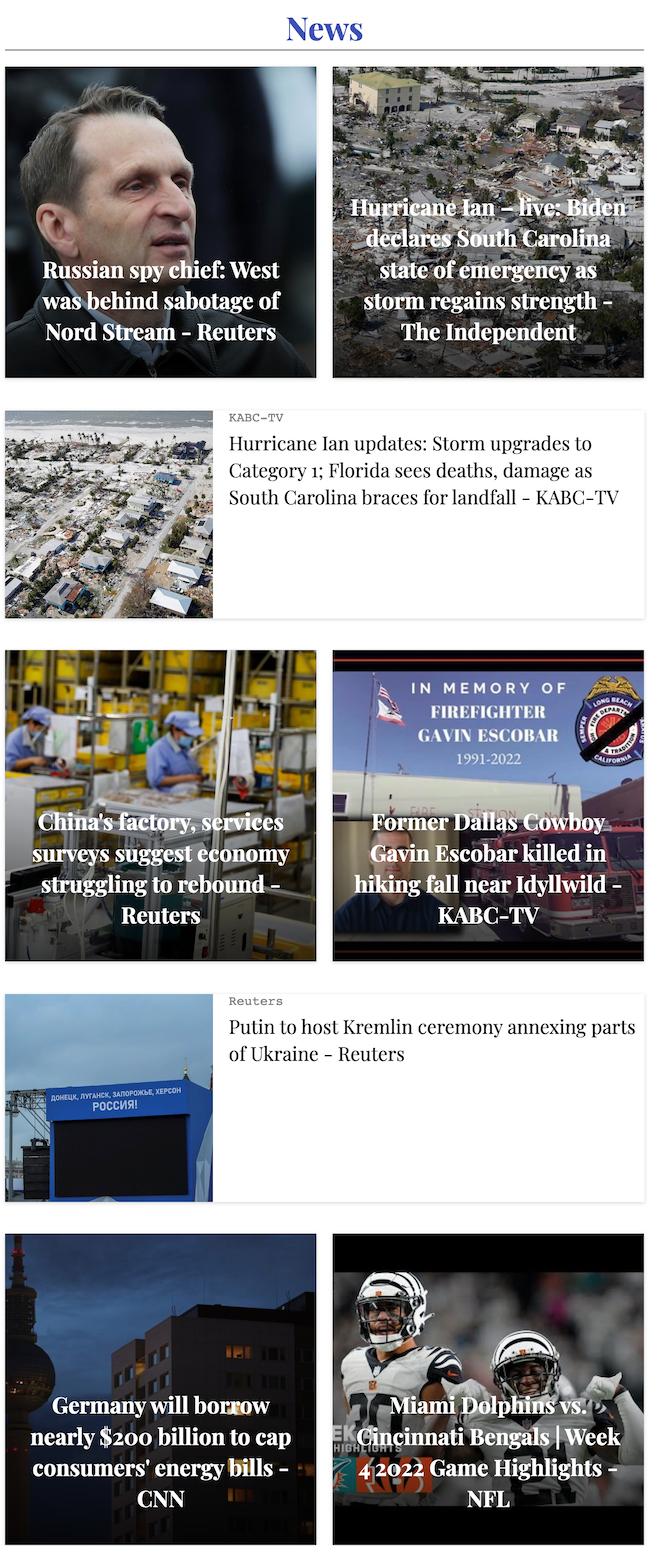 News
Russian spy chief: West
was behind sabotage of
Nord Stream - Reuters
Hurricane Ian – live: Biden
declares South Carolina
state of emergency as
storm regains strength -
The Independent
KABC-TV
Hurricane Ian updates: Storm upgrades to
Category 1; Florida sees deaths, damage as
South Carolina braces for landfall - KABC-TV
China's factory, services
surveys suggest economy
struggling to rebound -
Reuters
IN MEMORY OF
FIREFIGHTER
GAVIN ESCOBAR
1991-2022
LONG BEACH
FIRE DEPART
& TRADITION
CALIFORNIA
SEMPER
FIRE STATION
Former Dallas Cowboy
Gavin Escobar killed in
hiking fall near Idyllwild -
KABC-TV
Reuters
Putin to host Kremlin ceremony annexing parts
of Ukraine - Reuters
ДОНЕЦК, ЛУГАНСК, ЗАПОРОЖЬЕ, ХЕРСОН
РОССИЯ!
Germany will borrow
nearly $200 billion to cap
consumers' energy bills -
CNN
Miami Dolphins vs.
Cincinnati Bengals | Week
4 2022 Game Highlights -
NFL
HIGHLIGHTS